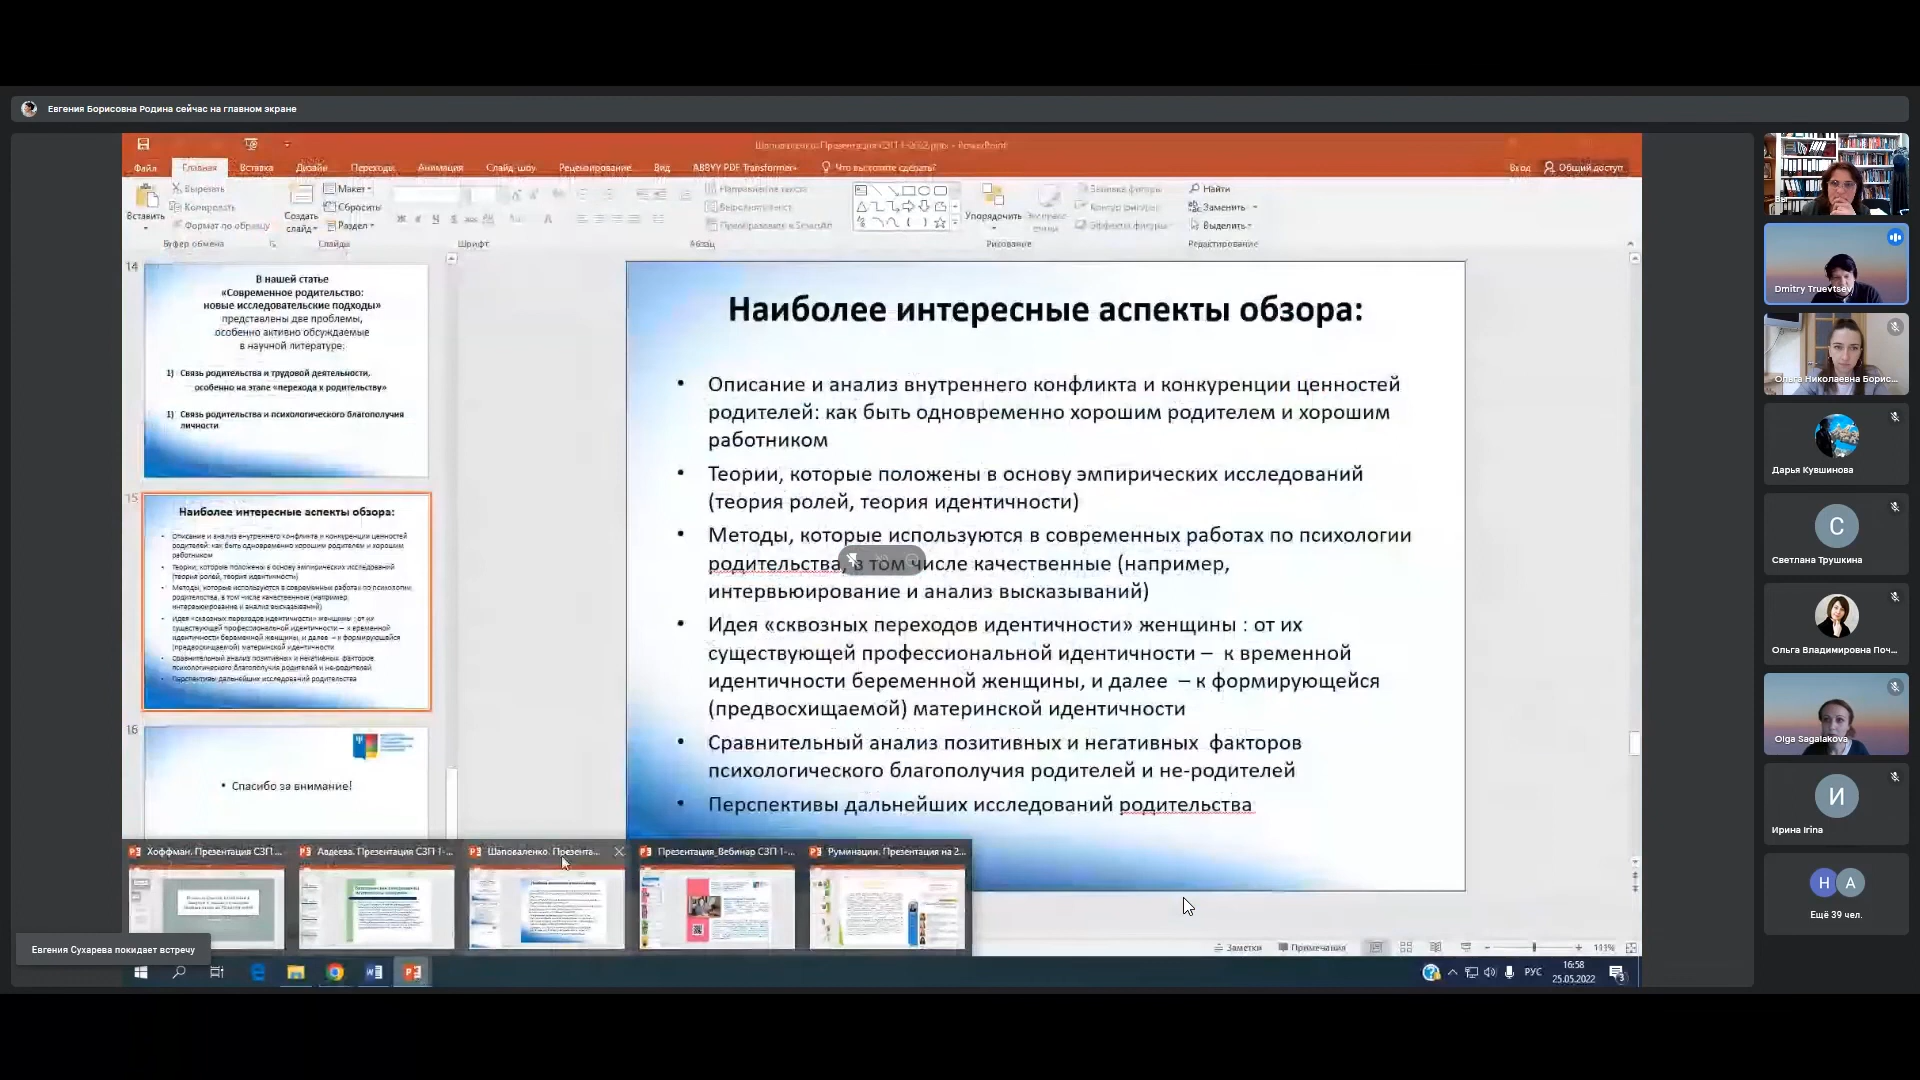 Евгения Борисовна Родина сейчас на главном экране
Шаповаленко. Презентация СЗП 1-2022.pptx - PowerPoint
Файл Главная Вставка Дизайн Переходы Анимация Слайд-шоу Рецензирование Вид ABBYY PDF Transformer+ Что вы хотите сделать?
Вход Общий доступ
Вставить
Вырезать
Копировать
Формат по образцу
Буфер обмена
Создать слайд
Макет
Сбросить
Раздел
Слайды
Шрифт
Направление текста
Выровнять текст
Преобразовать в SmartArt
Абзац
Упорядочить
Экспресс-стили
Заливка фигуры
Контур фигуры
Эффекты фигуры
Рисование
Найти
Заменить
Выделить
Редактирование
14
В нашей статье
«Современное родительство:
новые исследовательские подходы»
представлены две проблемы,
особенно активно обсуждаемые
в научной литературе:
1) Связь родительства и трудовой деятельности,
особенно на этапе «перехода к родительству»
1) Связь родительства и психологического благополучия
личности
15
Наиболее интересные аспекты обзора:
• Описание и анализ внутреннего конфликта и конкуренции ценностей
родителей: как быть одновременно хорошим родителем и хорошим
работником
• Теории, которые положены в основу эмпирических исследований
(теория ролей, теория идентичности)
• Методы, которые используются в современных работах по психологии
родительства, в том числе качественные (например,
интервьюирование и анализ высказываний)
• Идея «сквозных переходов идентичности» женщины : от их
существующей профессиональной идентичности – к временной
идентичности беременной женщины, и далее – к формирующейся
(предвосхищаемой) материнской идентичности
• Сравнительный анализ позитивных и негативных факторов
психологического благополучия родителей и не-родителей
• Перспективы дальнейших исследований родительства
16
• Спасибо за внимание!
Наиболее интересные аспекты обзора:
• Описание и анализ внутреннего конфликта и конкуренции ценностей
родителей: как быть одновременно хорошим родителем и хорошим
работником
• Теории, которые положены в основу эмпирических исследований
(теория ролей, теория идентичности)
• Методы, которые используются в современных работах по психологии
родительства, в том числе качественные (например,
интервьюирование и анализ высказываний)
• Идея «сквозных переходов идентичности» женщины : от их
существующей профессиональной идентичности – к временной
идентичности беременной женщины, и далее – к формирующейся
(предвосхищаемой) материнской идентичности
• Сравнительный анализ позитивных и негативных факторов
психологического благополучия родителей и не-родителей
• Перспективы дальнейших исследований родительства
Хоффман. Презентация СЗП ...
Авдеева. Презентация СЗП 1-...
Шаповаленко. Презента...
Презентация_Вебинар СЗП 1-...
Руминации. Презентация на 2...
Евгения Сухарева покидает встречу
Заметки Примечания 111%
РУС
16:58
25.05.2022
3
Dmitry Truevtsev
Ольга Николаевна Борис...
Дарья Кувшинова
С
Светлана Трушкина
Ольга Владимировна Поч...
Olga Sagalakova
И
Ирина Irina
Н А
Ещё 39 чел.